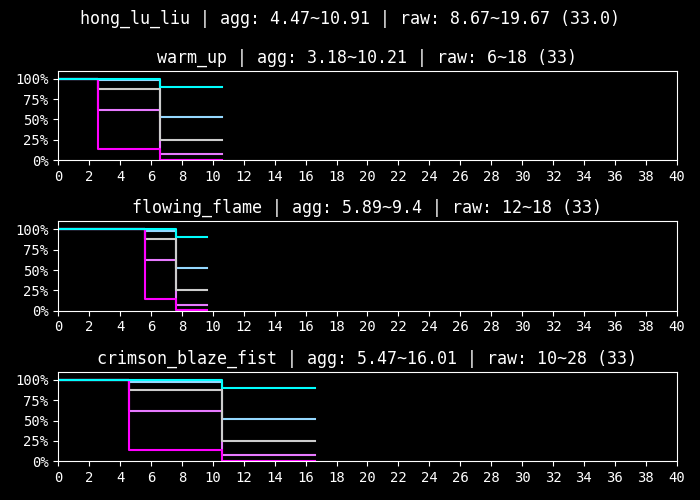 hong_lu_liu | agg: 4.47~10.91 | raw: 8.67~19.67 (33.0)
warm_up | agg: 3.18~10.21 | raw: 6~18 (33)
100%
75%
50%
25%
0%
0 2 4 6 8 10 12 14 16 18 20 22 24 26 28 30 32 34 36 38 40
flowing_flame | agg: 5.89~9.4 | raw: 12~18 (33)
100%
75%
50%
25%
0%
0 2 4 6 8 10 12 14 16 18 20 22 24 26 28 30 32 34 36 38 40
crimson_blaze_fist | agg: 5.47~16.01 | raw: 10~28 (33)
100%
75%
50%
25%
0%
0 2 4 6 8 10 12 14 16 18 20 22 24 26 28 30 32 34 36 38 40